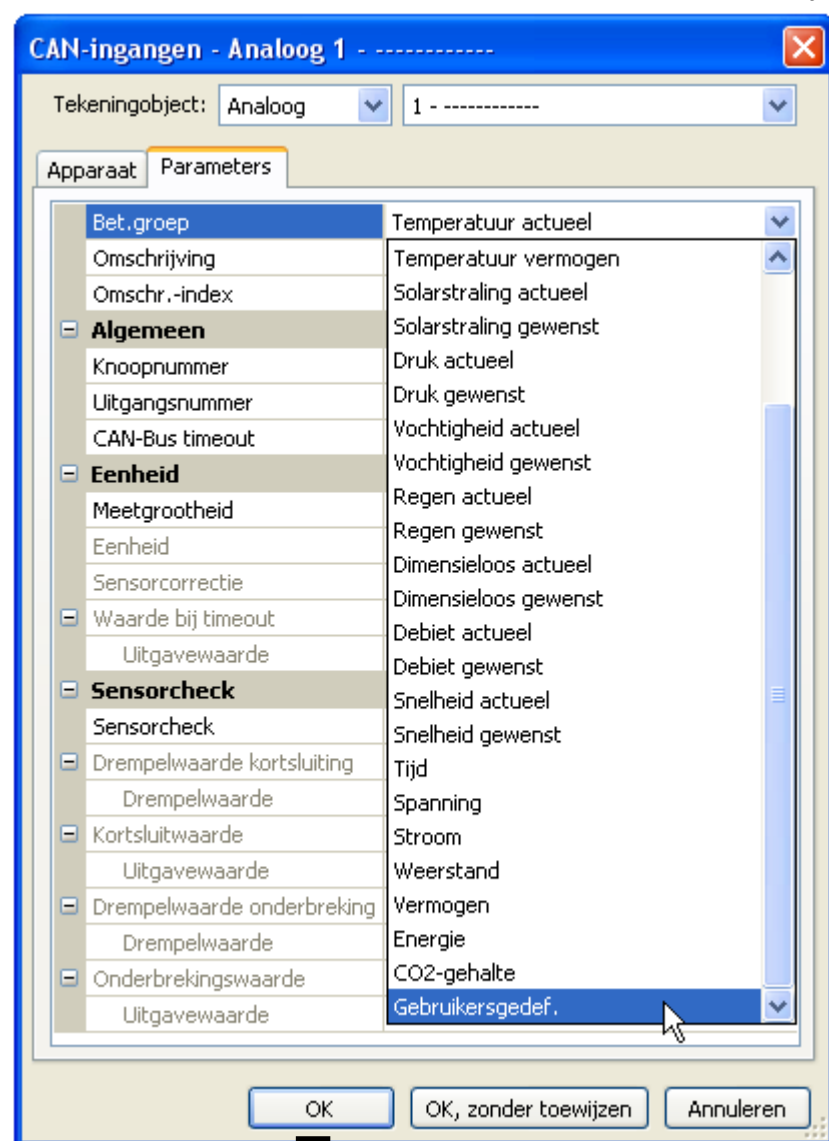 CAN-ingangen - Analoog 1 - ------------
Tekeningobject: Analoog 1 - ------------
Apparaat Parameters
Bet.groep Temperatuur actueel
Omschrijving Temperatuur vermogen
Omschr.-index Solarstraling actueel
Algemeen Solarstraling gewenst
Knoopnummer Druk actueel
Uitgangsnummer Druk gewenst
CAN-Bus timeout Vochtigheid actueel
Eenheid Vochtigheid gewenst
Meetgrootheid Regen actueel
Eenheid Regen gewenst
Sensorcorrectie Dimensieloos actueel
Waarde bij timeout Dimensieloos gewenst
Uitgavewaarde Debiet actueel
Debiet gewenst
Sensorcheck Snelheid actueel
Sensorcheck Snelheid gewenst
Drempelwaarde kortsluiting Tijd
Drempelwaarde Spanning
Kortsluitwaarde Stroom
Uitgavewaarde Weerstand
Drempelwaarde onderbreking Vermogen
Drempelwaarde Energie
Onderbrekingswaarde CO2-gehalte
Uitgavewaarde Gebruikersgedef.
OK OK, zonder toewijzen Annuleren